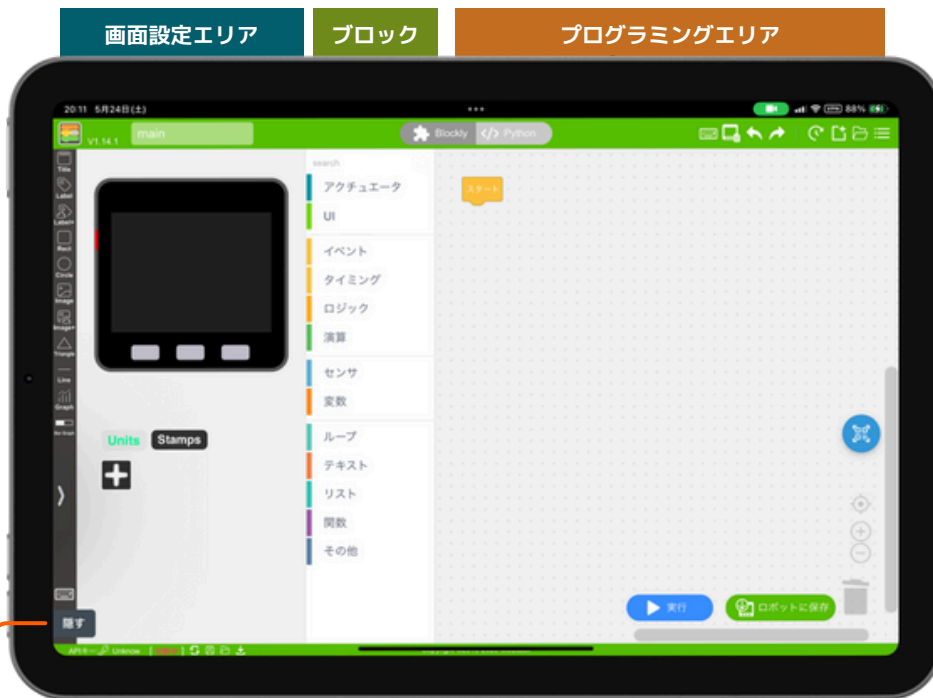 画面設定エリア
ブロック
プログラミングエリア
20:11 5月24日(土)
88%
V1.14.1
main
Blockly
</> Python
Title
Label
Label+
Rect
Circle
Image
Image+
Triangle
Line
Graph
search
アクチュエータ
UI
イベント
タイミング
ロジック
演算
センサ
変数
ループ
テキスト
リスト
関数
その他
スタート
Units
Stamps
実行
ロボットに保存
隠す
APIキー